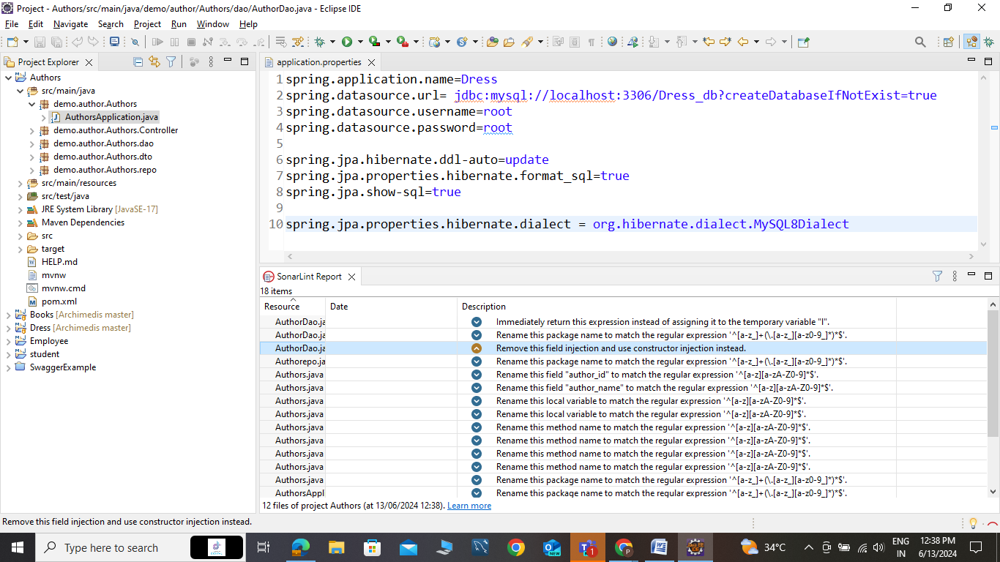 Project - Authors/src/main/java/demo/author/Authors/dao/AuthorDao.java - Eclipse IDE
File Edit Navigate Search Project Run Window Help
Project Explorer
Authors
src/main/java
demo.author.Authors
AuthorsApplication.java
demo.author.Authors.Controller
demo.author.Authors.dao
demo.author.Authors.dto
demo.author.Authors.repo
src/main/resources
src/test/java
JRE System Library [JavaSE-17]
Maven Dependencies
src
target
HELP.md
mvnw
mvnw.cmd
pom.xml
Books [Archimedis master]
Dress [Archimedis master]
Employee
student
SwaggerExample
application.properties
1 spring.application.name=Dress
2 spring.datasource.url= jdbc:mysql://localhost:3306/Dress_db?createDatabaseIfNotExist=true
3 spring.datasource.username=root
4 spring.datasource.password=root
5
6 spring.jpa.hibernate.ddl-auto=update
7 spring.jpa.properties.hibernate.format_sql=true
8 spring.jpa.show-sql=true
9
10 spring.jpa.properties.hibernate.dialect = org.hibernate.dialect.MySQL8Dialect
SonarLint Report
18 items
Resource Date Description
AuthorDao.ja Immediately return this expression instead of assigning it to the temporary variable "l".
AuthorDao.ja Rename this package name to match the regular expression '^[a-z_]+(\.[a-z_][a-z0-9_]*)*$'.
AuthorDao.ja Remove this field injection and use constructor injection instead.
Authorepo.ja Rename this package name to match the regular expression '^[a-z_]+(\.[a-z_][a-z0-9_]*)*$'.
Authors.java Rename this field "author_id" to match the regular expression '^[a-z][a-zA-Z0-9]*$'.
Authors.java Rename this field "author_name" to match the regular expression '^[a-z][a-zA-Z0-9]*$'.
Authors.java Rename this local variable to match the regular expression '^[a-z][a-zA-Z0-9]*$'.
Authors.java Rename this local variable to match the regular expression '^[a-z][a-zA-Z0-9]*$'.
Authors.java Rename this method name to match the regular expression '^[a-z][a-zA-Z0-9]*$'.
Authors.java Rename this method name to match the regular expression '^[a-z][a-zA-Z0-9]*$'.
Authors.java Rename this method name to match the regular expression '^[a-z][a-zA-Z0-9]*$'.
Authors.java Rename this method name to match the regular expression '^[a-z][a-zA-Z0-9]*$'.
Authors.java Rename this package name to match the regular expression '^[a-z_]+(\.[a-z_][a-z0-9_]*)*$'.
AuthorsAppl Rename this package name to match the regular expression '^[a-z_]+(\.[a-z_][a-z0-9_]*)*$'.
12 files of project Authors (at 13/06/2024 12:38). Learn more
Remove this field injection and use constructor injection instead.
Type here to search
DIGITAL
NEW
1
34°C
ENG
IN
12:38 PM
6/13/2024